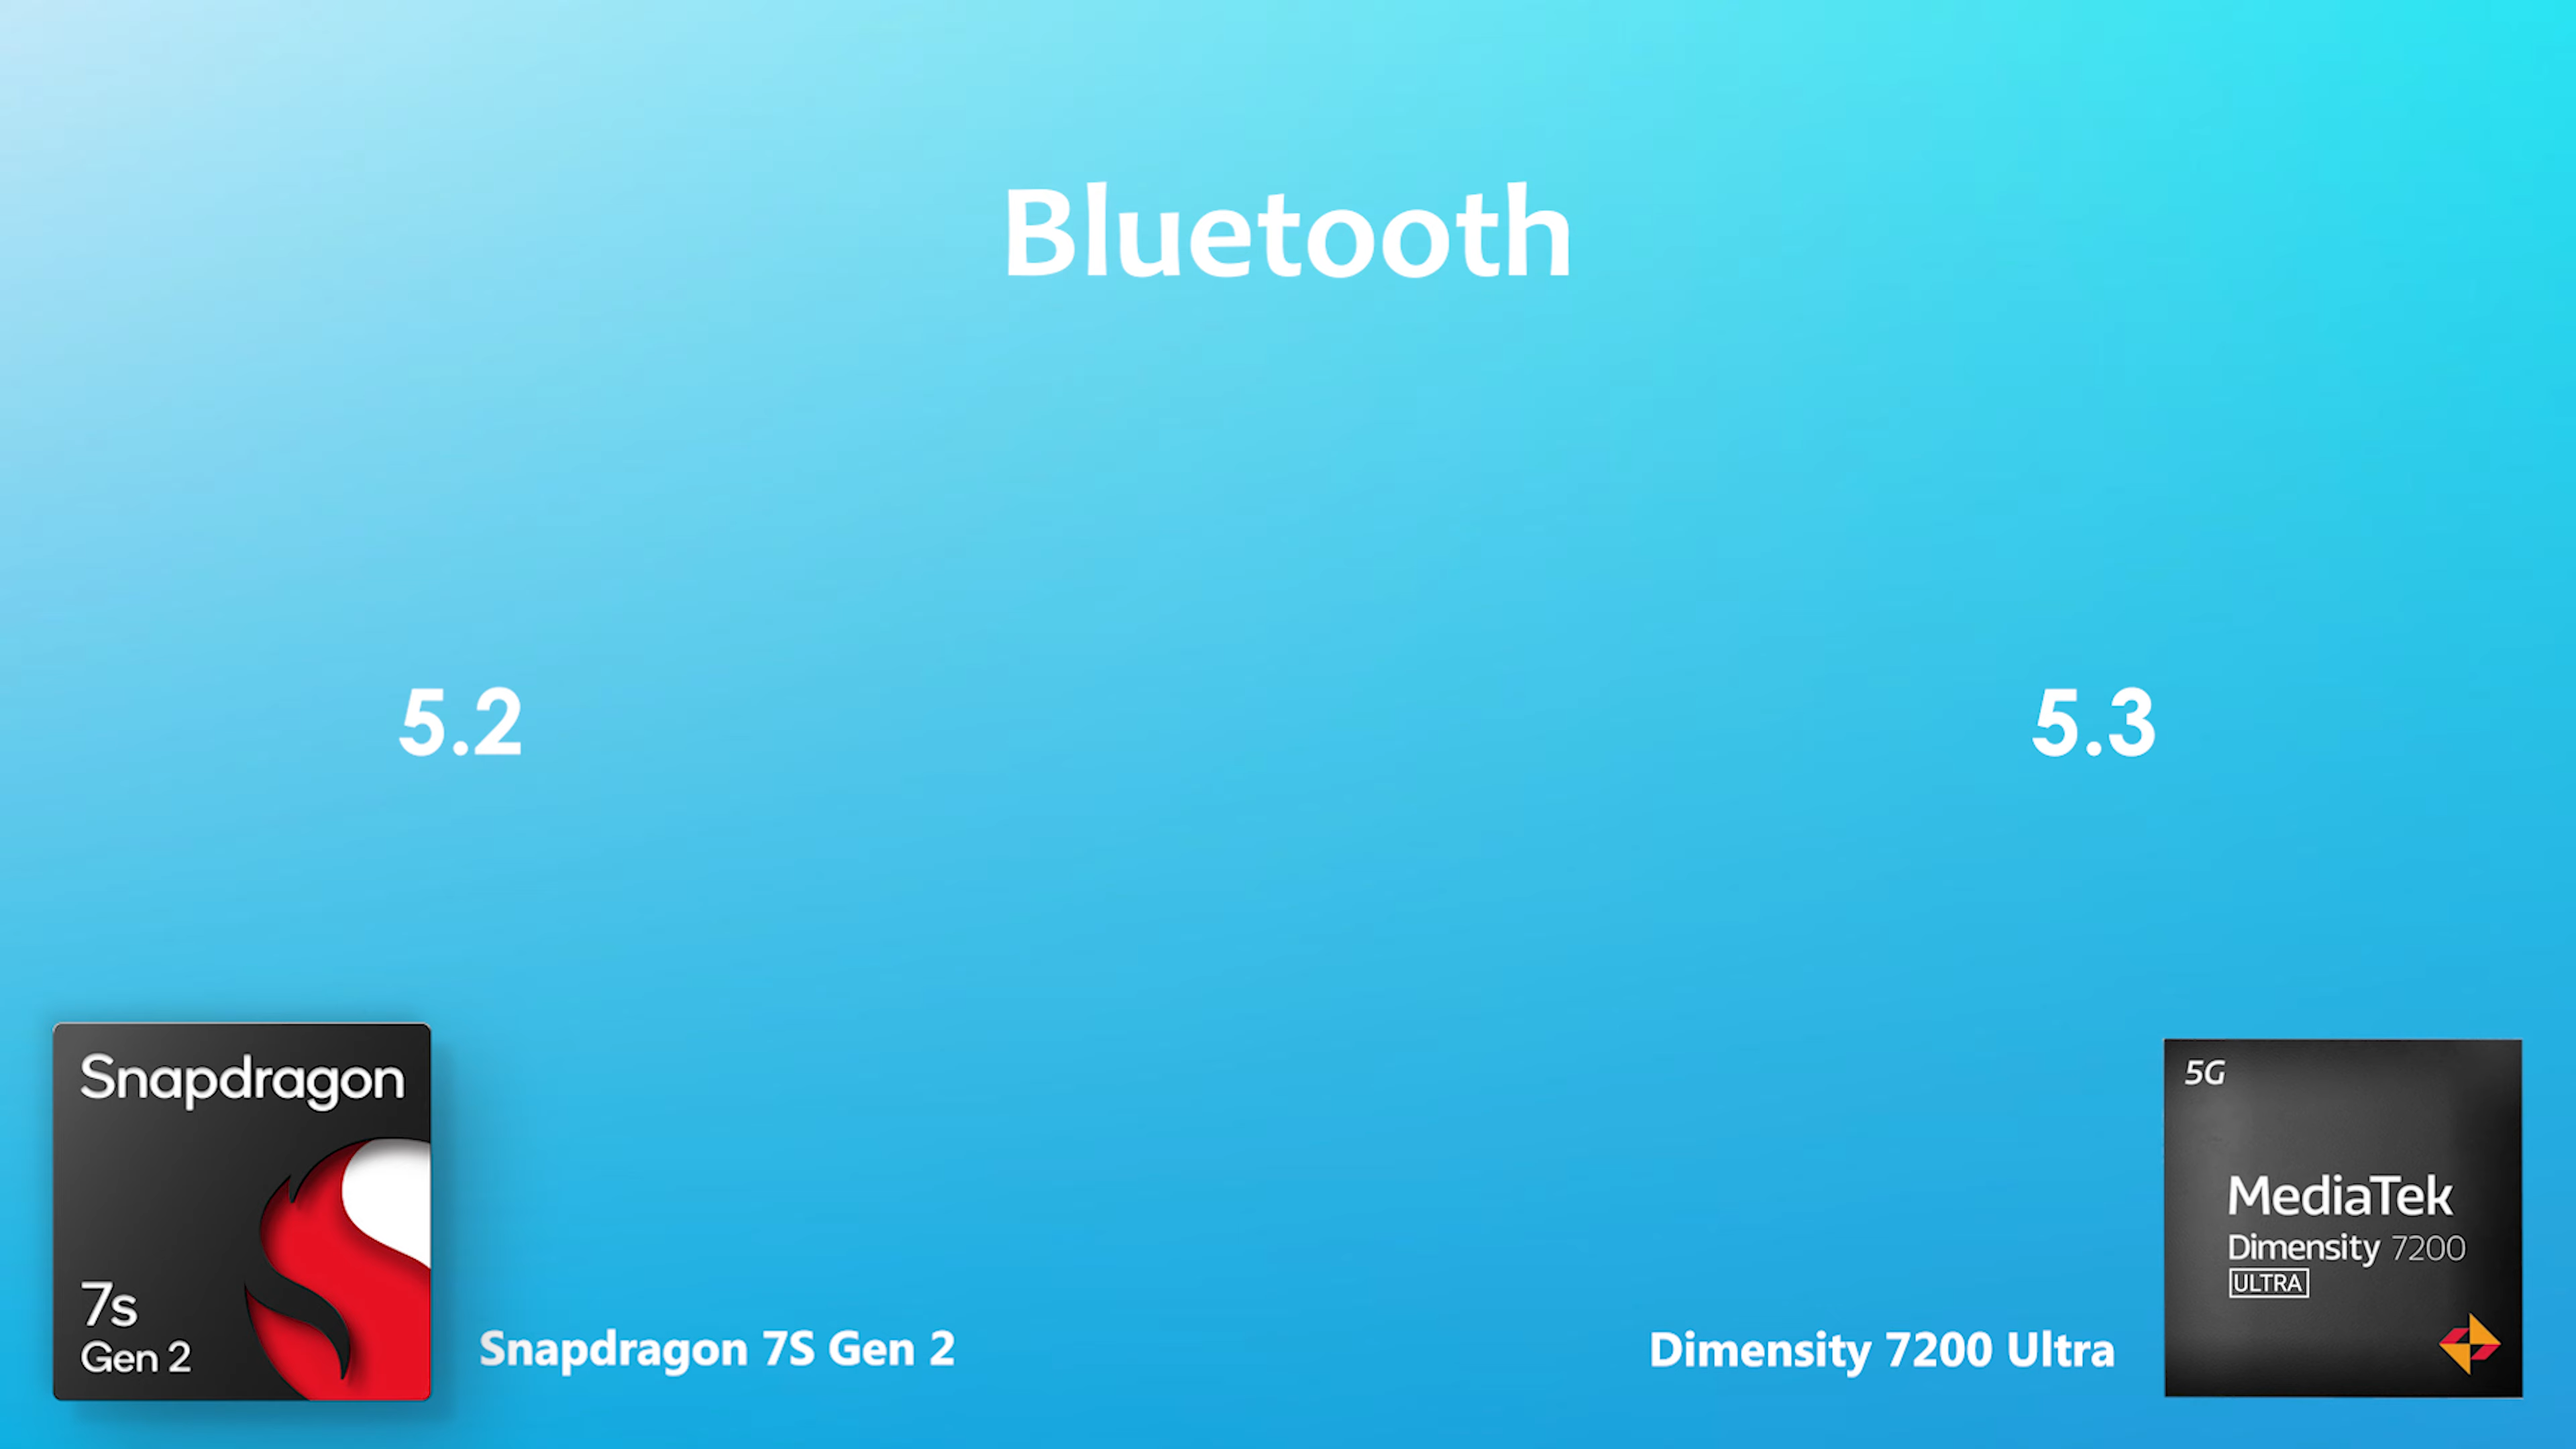 Bluetooth
5.2
5.3
Snapdragon
7s
Gen 2
Snapdragon 7S Gen 2
Dimensity 7200 Ultra
5G
MediaTek
Dimensity 7200
ULTRA